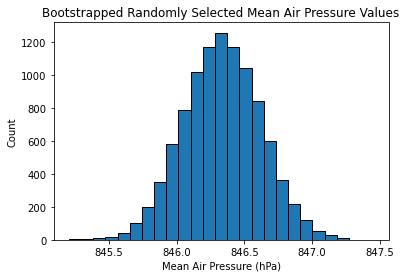 Bootstrapped Randomly Selected Mean Air Pressure Values
1200
1000
800
600
400
200
0
Count
845.5 846.0 846.5 847.0 847.5
Mean Air Pressure (hPa)